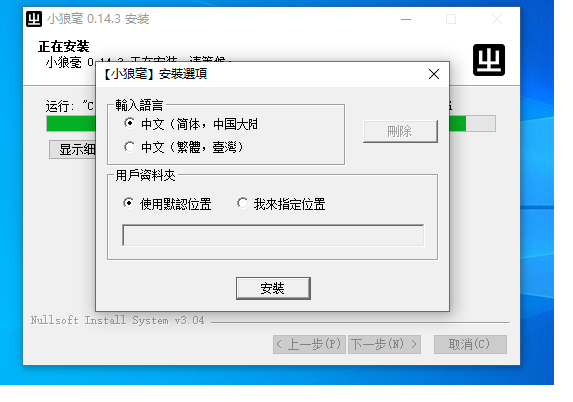 小狼毫 0.14.3 安装
正在安装
小狼毫 0.14.3 正在安装，请等候。
【小狼毫】安裝選項
运行: "C
輸入語言
中文（简体，中国大陆
中文（繁體，臺灣）
刪除
显示细
用戶資料夾
使用默認位置
我來指定位置
安裝
Nullsoft Install System v3.04
< 上一步(P)
下一步(N) >
取消(C)